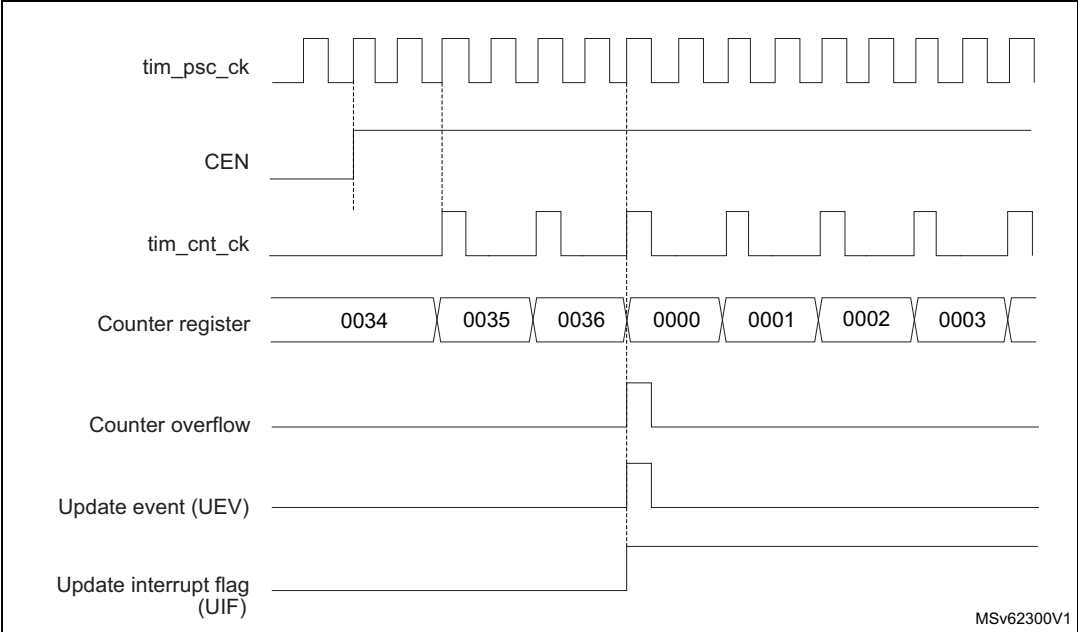 tim_psc_ck
CEN
tim_cnt_ck
Counter register
0034 0035 0036 0000 0001 0002 0003
Counter overflow
Update event (UEV)
Update interrupt flag
(UIF)
MSv62300V1